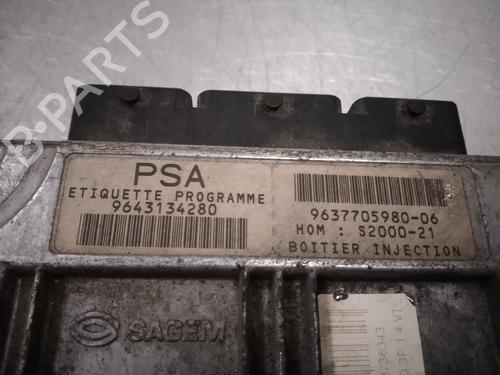 PSA
ETIQUETTE PROGRAMME
9643134280
9637705980-06
HOM : S2000-21
BOITIER INJECTION
SAGEM
B-PARTS